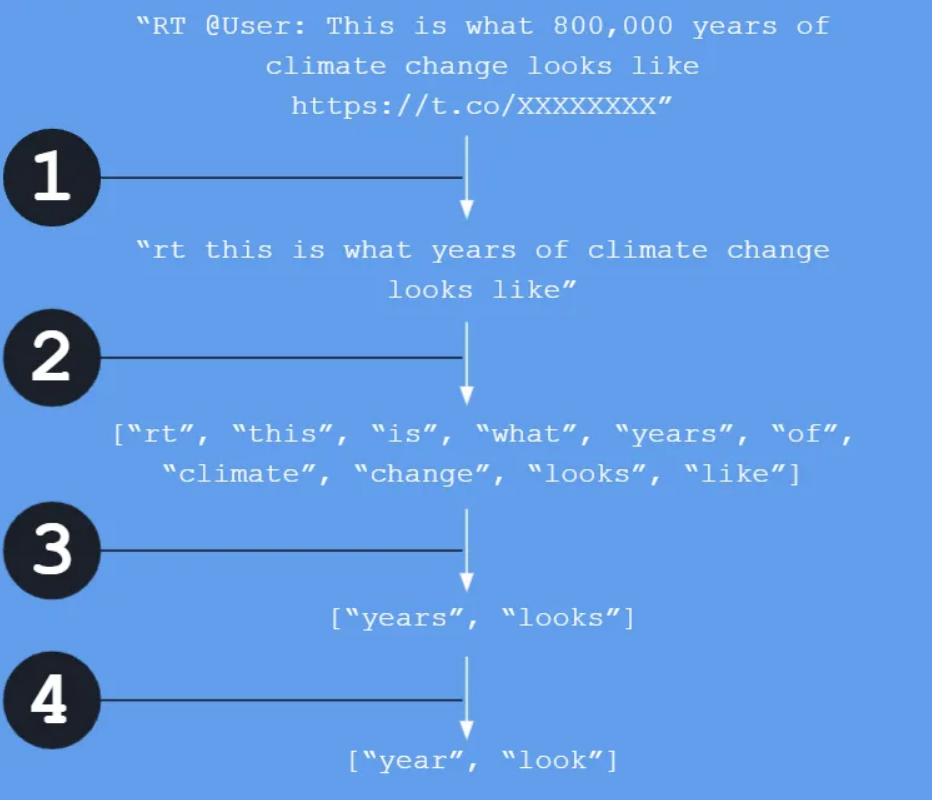 “RT @User: This is what 800,000 years of
climate change looks like
https://t.co/XXXXXXXX”
1
“rt this is what years of climate change
looks like”
2
[“rt”, “this”, “is”, “what”, “years”, “of”,
“climate”, “change”, “looks”, “like”]
3
[“years”, “looks”]
4
[“year”, “look”]